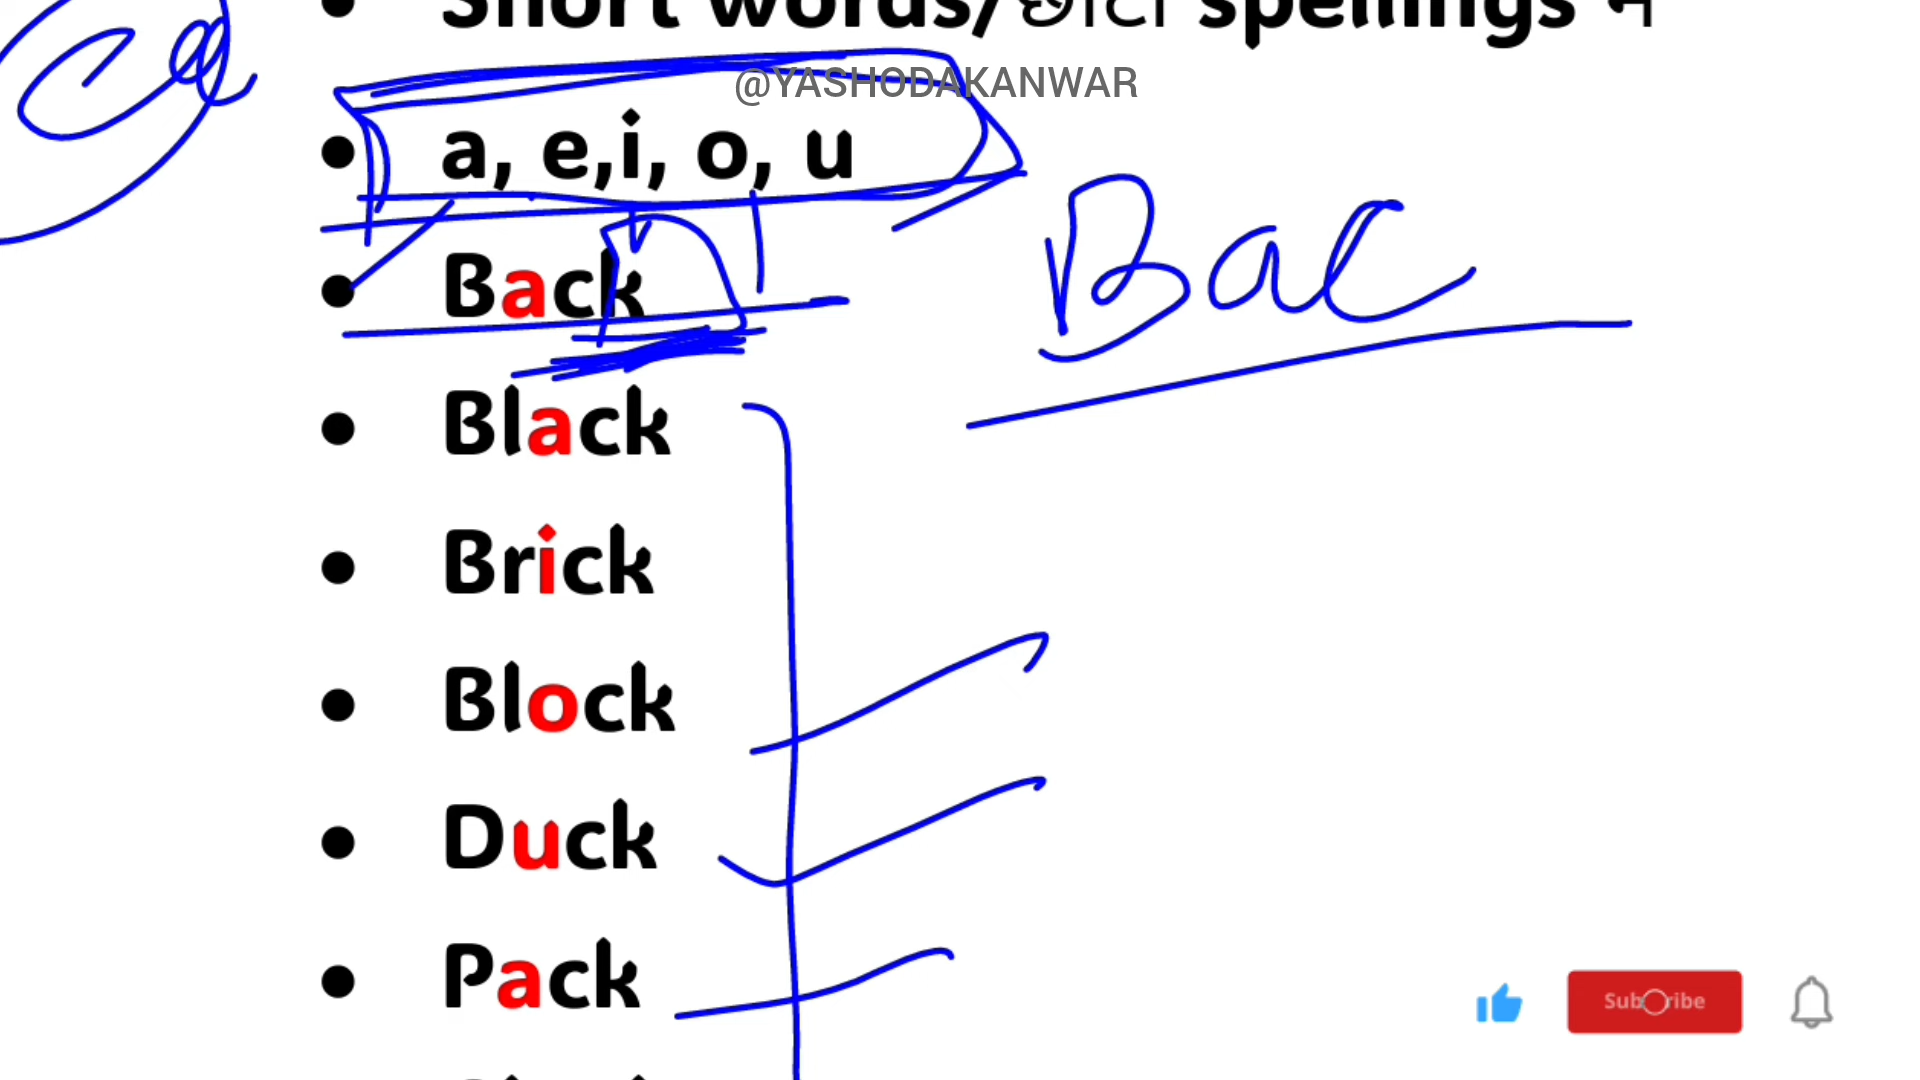 Short words/छोटी spellings में
@YASHODAKANWAR
a, e,i, o, u
Back
Bac
Black
Brick
Block
Duck
Pack
Subscribe